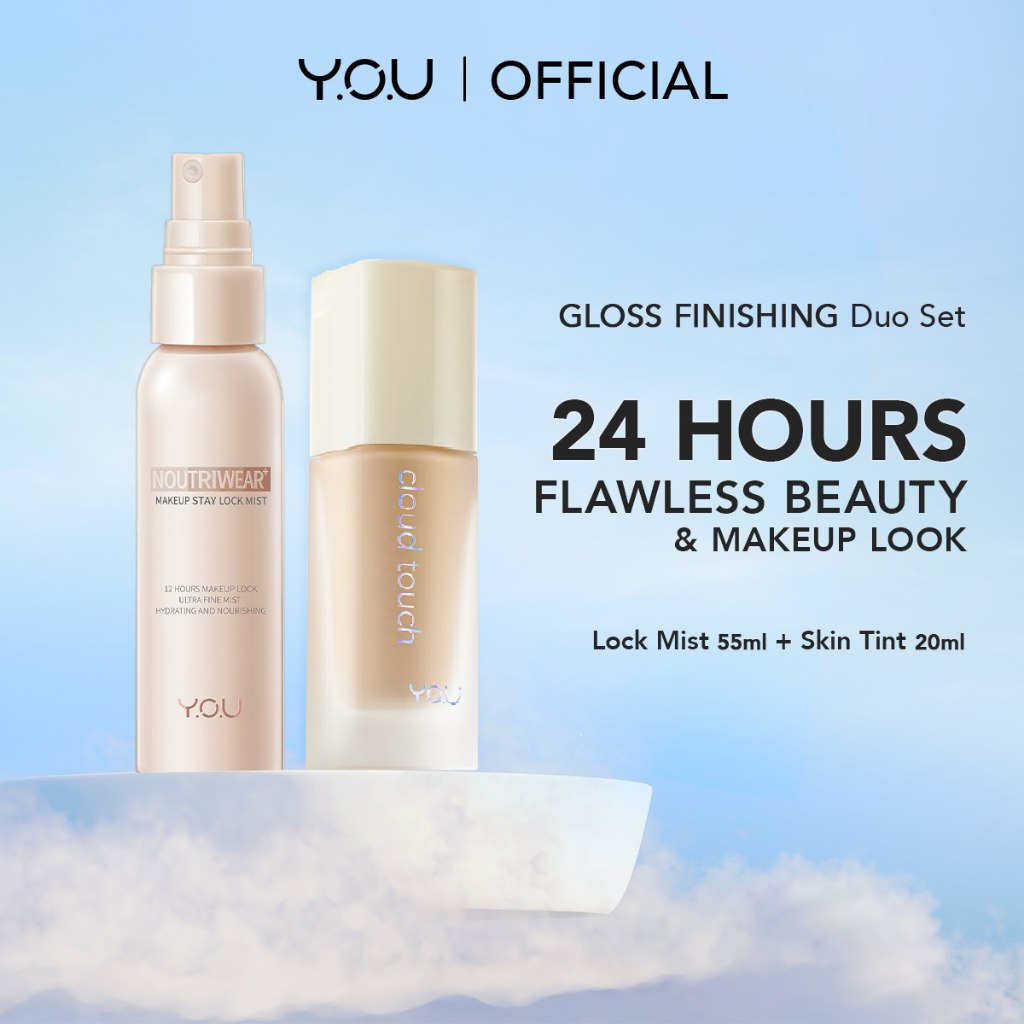 Y.O.U | OFFICIAL
NOUTRIWEAR+
MAKEUP STAY LOCK MIST
12 HOURS MAKEUP LOCK
ULTRA FINE MIST
HYDRATING AND NOURISHING
Y.O.U
cloud touch
Y.O.U
GLOSS FINISHING Duo Set
24 HOURS
FLAWLESS BEAUTY
& MAKEUP LOOK
Lock Mist 55ml + Skin Tint 20ml